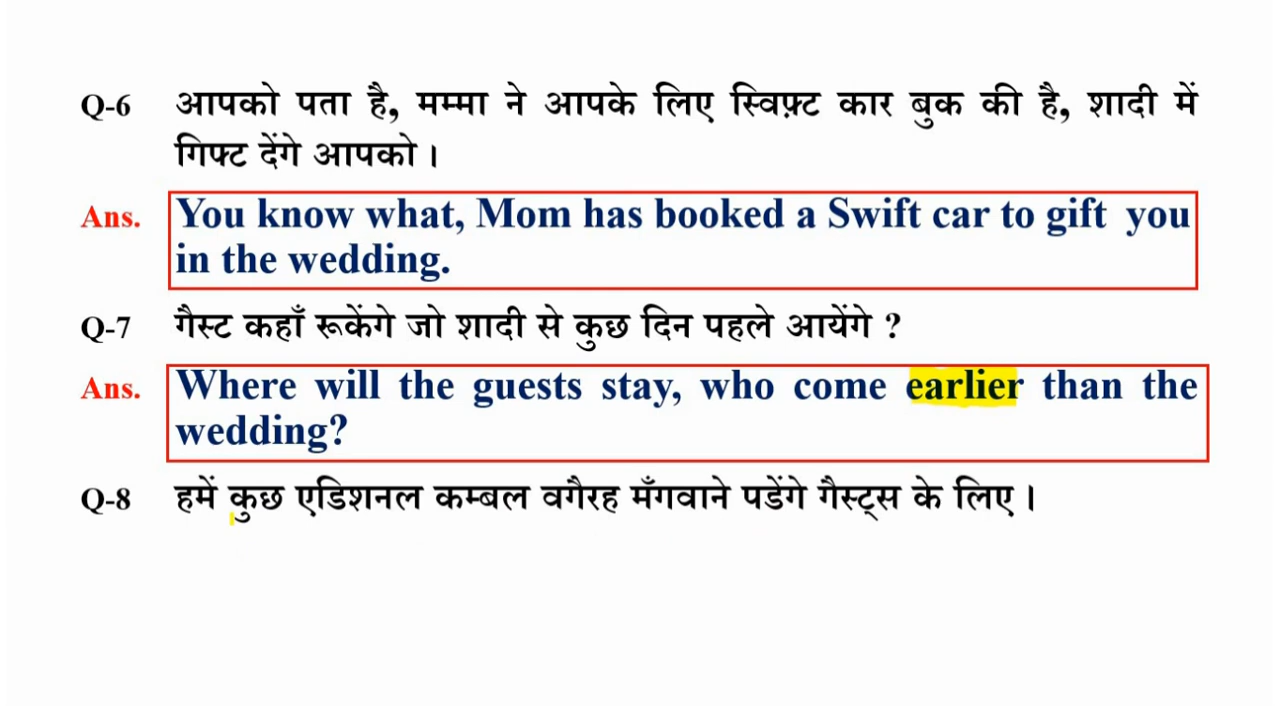 Q-6 आपको पता है, मम्मा ने आपके लिए स्विफ़्ट कार बुक की है, शादी में
गिफ्ट देंगे आपको।
Ans. You know what, Mom has booked a Swift car to gift you
in the wedding.
Q-7 गैस्ट कहाँ रूकेंगे जो शादी से कुछ दिन पहले आयेंगे ?
Ans. Where will the guests stay, who come earlier than the
wedding?
Q-8 हमें कुछ एडिशनल कम्बल वगैरह मँगवाने पडेंगे गैस्ट्स के लिए।